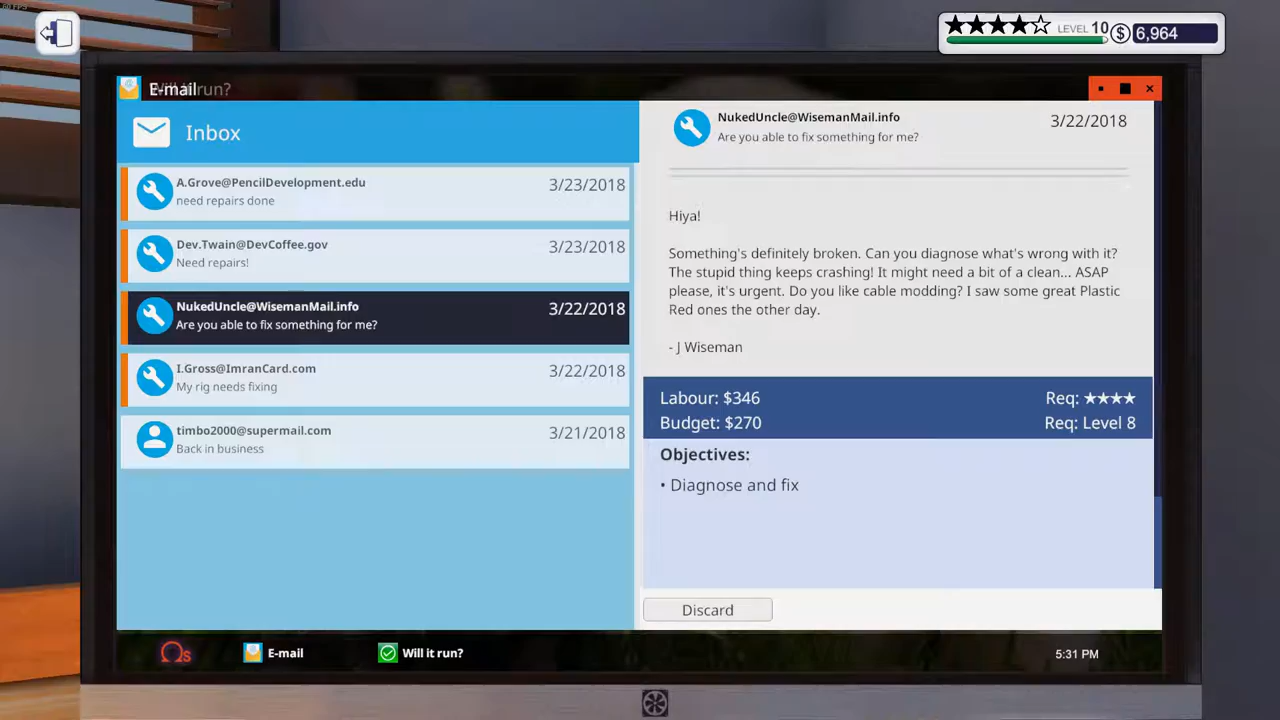 LEVEL 10
$ 6,964
E-mail
Will it run?
Inbox
A.Grove@PencilDevelopment.edu
3/23/2018
need repairs done
Dev.Twain@DevCoffee.gov
3/23/2018
Need repairs!
NukedUncle@WisemanMail.info
3/22/2018
Are you able to fix something for me?
I.Gross@ImranCard.com
3/22/2018
My rig needs fixing
timbo2000@supermail.com
3/21/2018
Back in business
NukedUncle@WisemanMail.info
3/22/2018
Are you able to fix something for me?
Hiya!
Something's definitely broken. Can you diagnose what's wrong with it?
The stupid thing keeps crashing! It might need a bit of a clean... ASAP
please, it's urgent. Do you like cable modding? I saw some great Plastic
Red ones the other day.
- J Wiseman
Labour: $346
Req: ★★★★
Budget: $270
Req: Level 8
Objectives:
• Diagnose and fix
Discard
Ωs
E-mail
Will it run?
5:31 PM